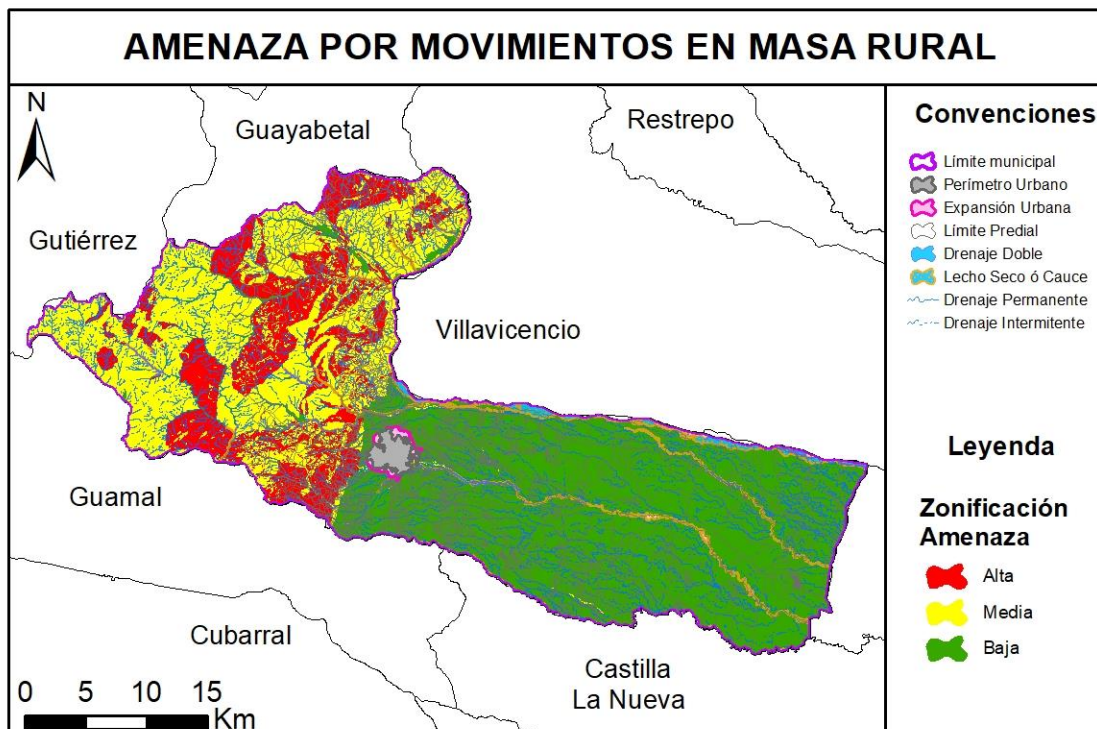 AMENAZA POR MOVIMIENTOS EN MASA RURAL
N
Guayabetal
Restrepo
Gutiérrez
Villavicencio
Guamal
Cubarral
Castilla
La Nueva
0 5 10 15
Km
Convenciones
Límite municipal
Perímetro Urbano
Expansión Urbana
Límite Predial
Drenaje Doble
Lecho Seco ó Cauce
Drenaje Permanente
Drenaje Intermitente
Leyenda
Zonificación
Amenaza
Alta
Media
Baja